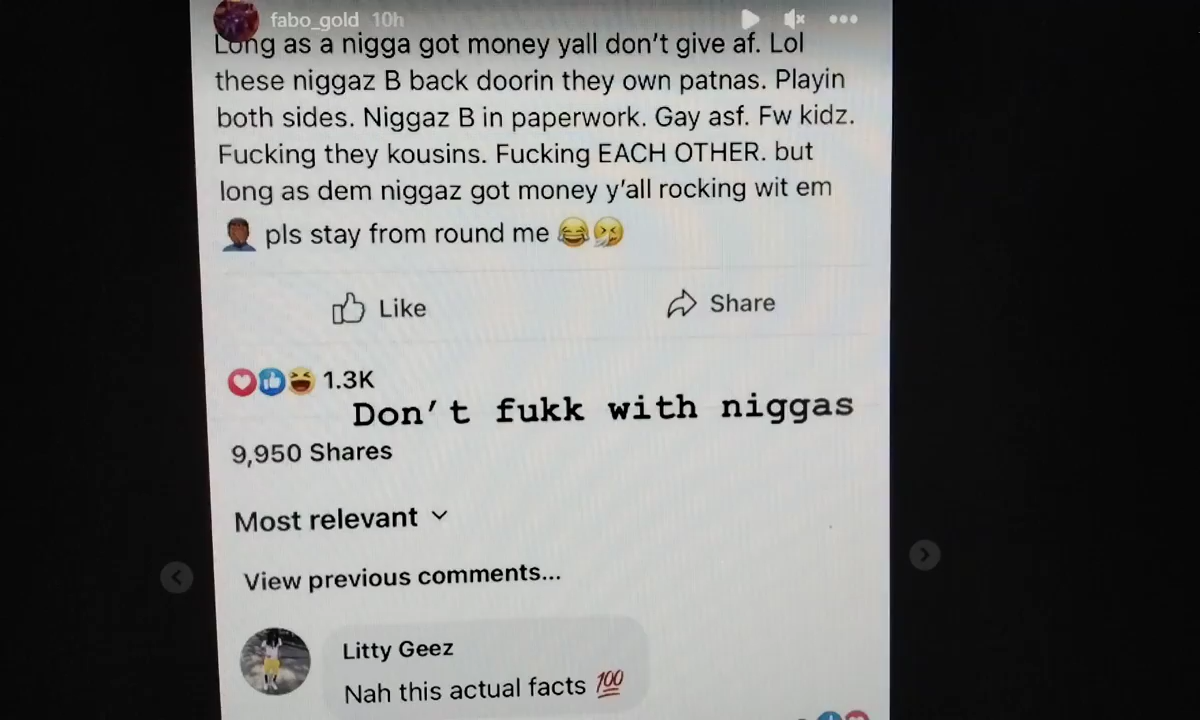 fabo_gold 10h
Long as a nigga got money yall don't give af. Lol
these niggaz B back doorin they own patnas. Playin
both sides. Niggaz B in paperwork. Gay asf. Fw kidz.
Fucking they kousins. Fucking EACH OTHER. but
long as dem niggaz got money y'all rocking wit em
🤦🏾‍♂️ pls stay from round me 😂🤧
Like Share
1.3K
Don't fukk with niggas
9,950 Shares
Most relevant
View previous comments...
Litty Geez
Nah this actual facts 💯